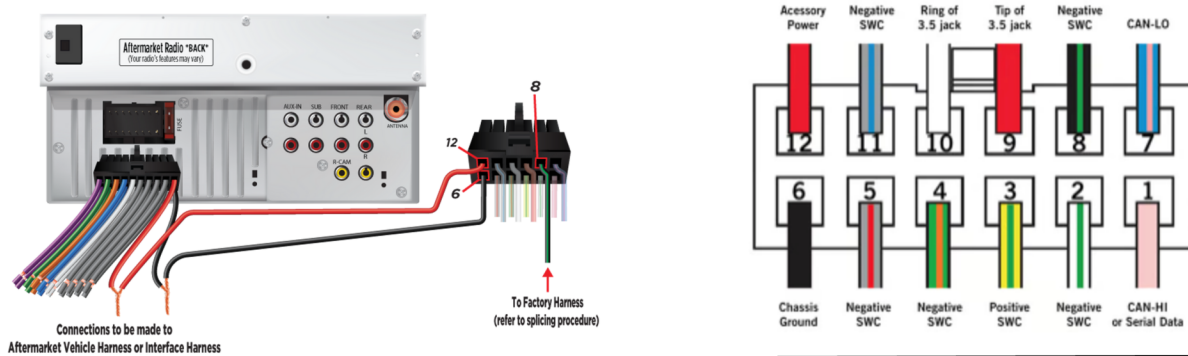 Aftermarket Radio "BACK"
(Your radio's features may vary)
AUX IN SUB FRONT REAR
L
R
R-CAM
ANTENNA
FUSE
12
6
8
To Factory Harness
(refer to splicing procedure)
Connections to be made to
Aftermarket Vehicle Harness or Interface Harness
Acessory
Power
Negative
SWC
Ring of
3.5 jack
Tip of
3.5 jack
Negative
SWC
CAN-LO
12 11 10 9 8 7
6 5 4 3 2 1
Chassis
Ground
Negative
SWC
Negative
SWC
Positive
SWC
Negative
SWC
CAN-HI
or Serial Data